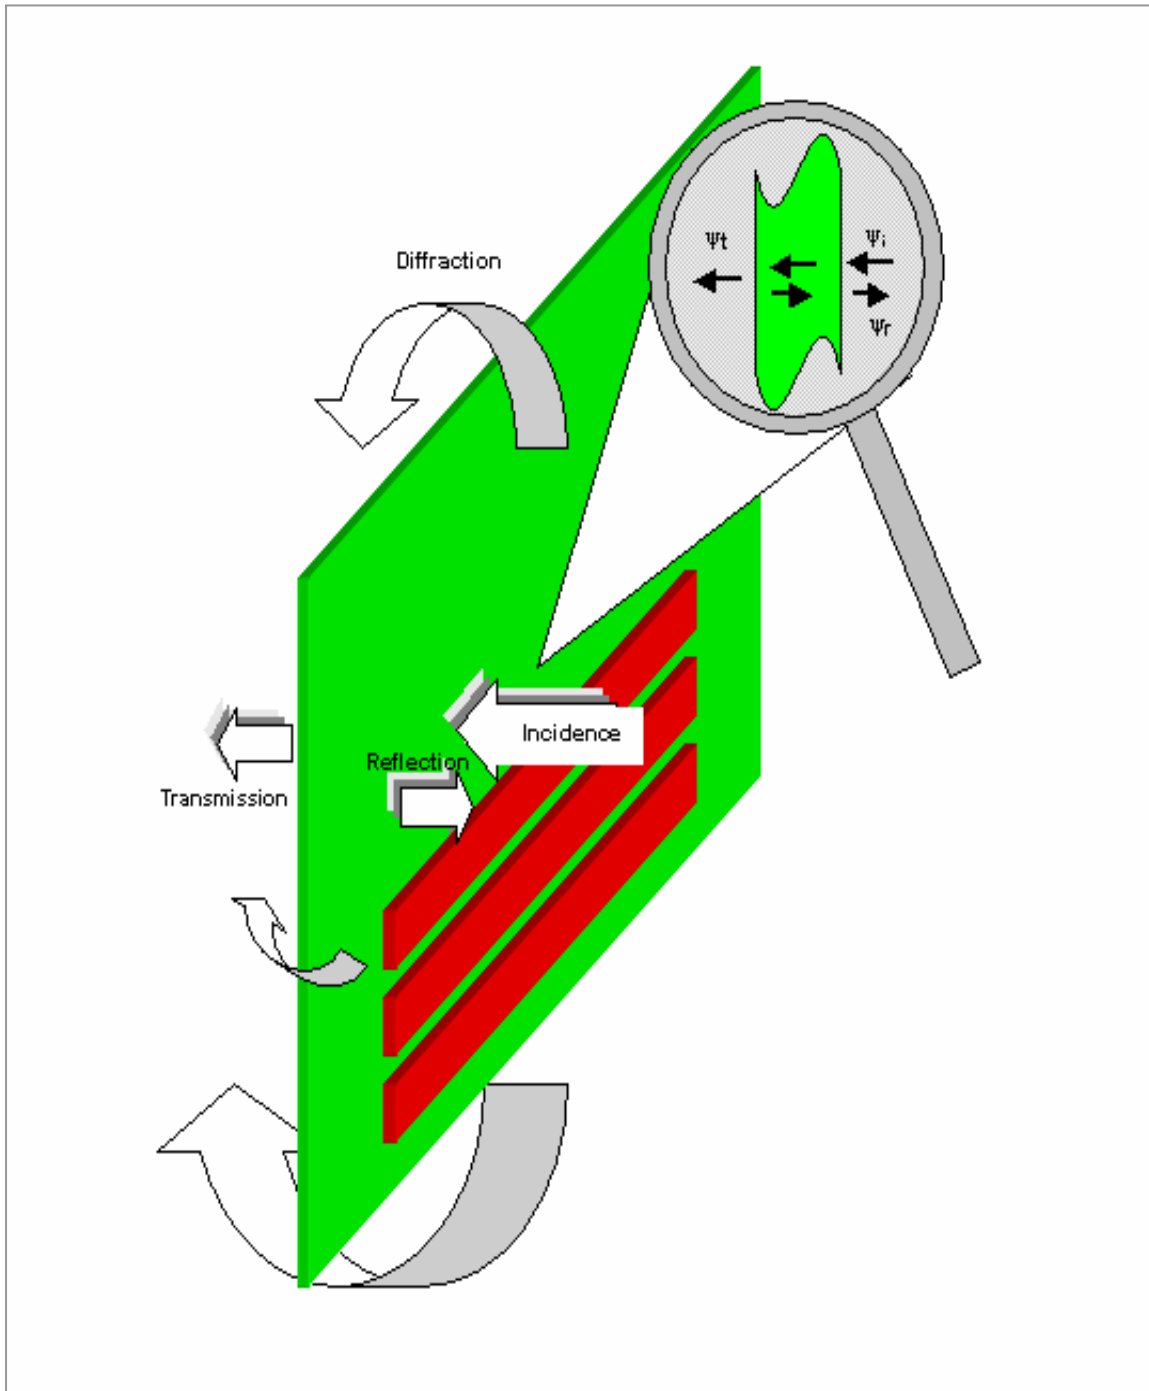 Diffraction
Ψt
Ψi
Ψr
Incidence
Reflection
Transmission